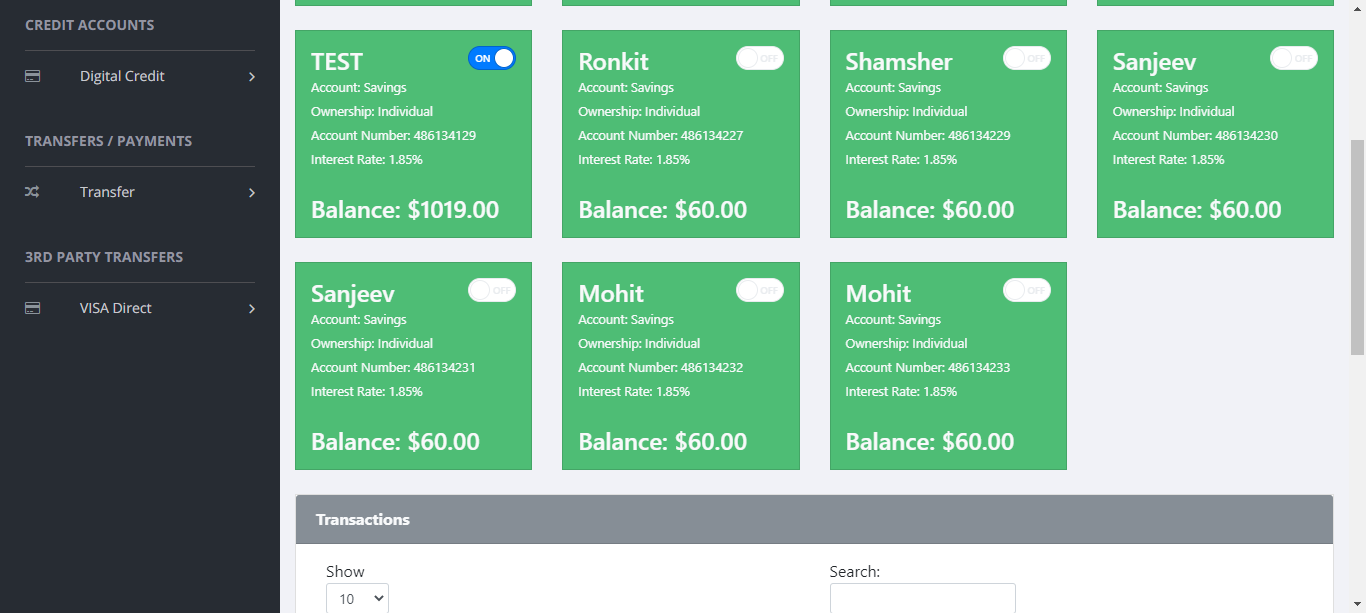 CREDIT ACCOUNTS
Digital Credit
TRANSFERS / PAYMENTS
Transfer
3RD PARTY TRANSFERS
VISA Direct
TEST
ON
Account: Savings
Ownership: Individual
Account Number: 486134129
Interest Rate: 1.85%
Balance: $1019.00
Ronkit
OFF
Account: Savings
Ownership: Individual
Account Number: 486134227
Interest Rate: 1.85%
Balance: $60.00
Shamsher
OFF
Account: Savings
Ownership: Individual
Account Number: 486134229
Interest Rate: 1.85%
Balance: $60.00
Sanjeev
OFF
Account: Savings
Ownership: Individual
Account Number: 486134230
Interest Rate: 1.85%
Balance: $60.00
Sanjeev
OFF
Account: Savings
Ownership: Individual
Account Number: 486134231
Interest Rate: 1.85%
Balance: $60.00
Mohit
OFF
Account: Savings
Ownership: Individual
Account Number: 486134232
Interest Rate: 1.85%
Balance: $60.00
Mohit
OFF
Account: Savings
Ownership: Individual
Account Number: 486134233
Interest Rate: 1.85%
Balance: $60.00
Transactions
Show
10
Search: